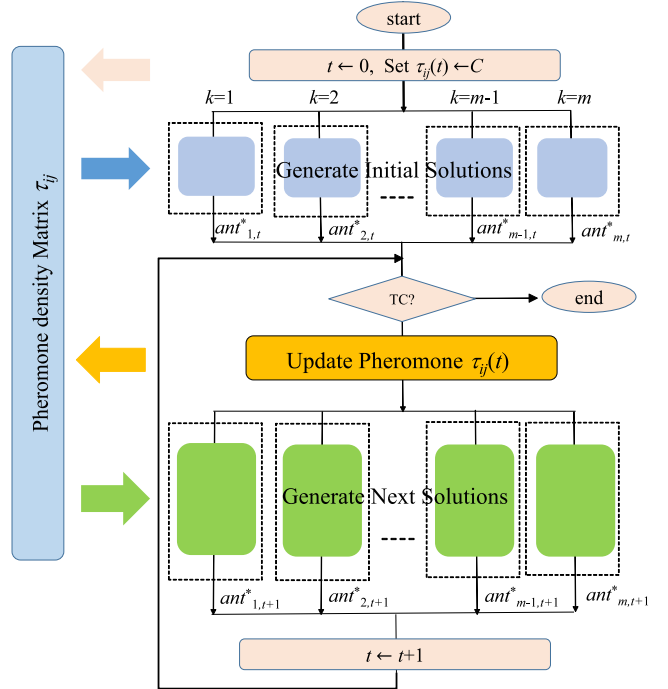 start
t ← 0, Set τij(t) ←C
k=1
k=2
k=m-1
k=m
Generate Initial Solutions
ant*1,t
ant*2,t
ant*m-1,t
ant*m,t
TC?
end
Update Pheromone τij(t)
Generate Next Solutions
ant*1,t+1
ant*2,t+1
ant*m-1,t+1
ant*m,t+1
t ← t+1
Pheromone density Matrix τij